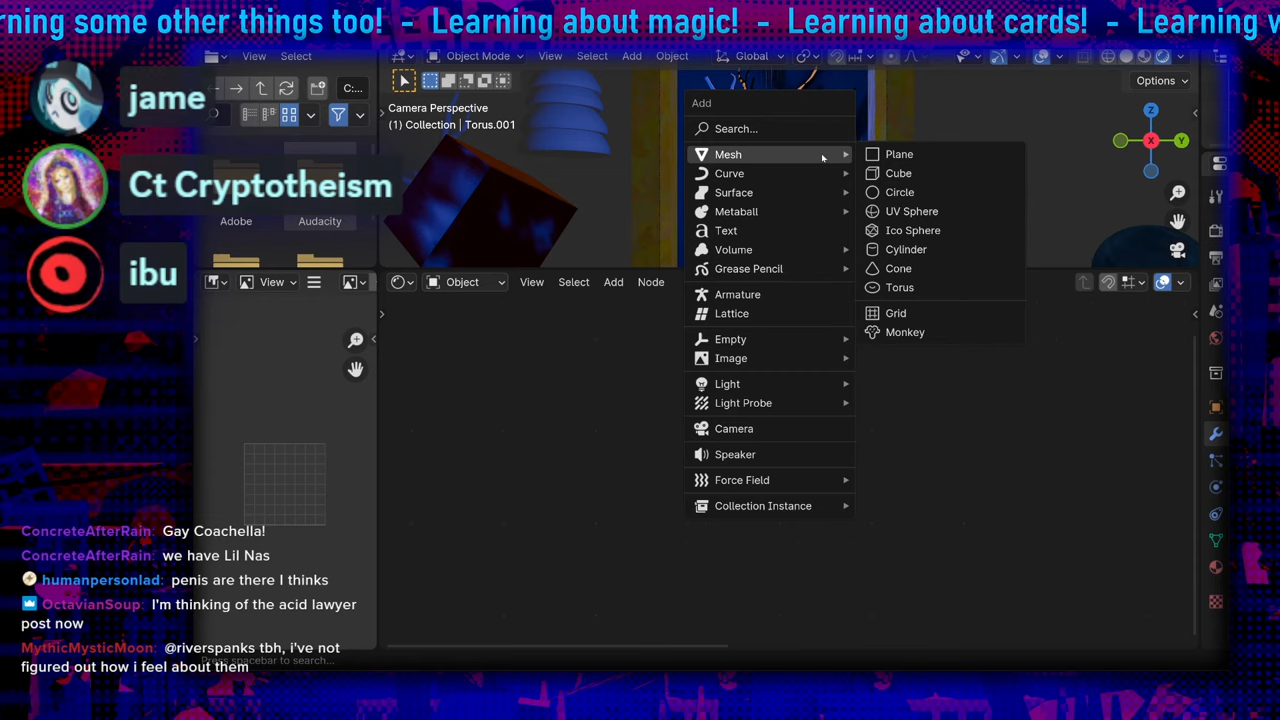 rning some other things too! - Learning about magic! - Learning about cards! - Learning v
View Select
Object Mode View Select Add Object Global
Options
C:...
jame
Camera Perspective
(1) Collection | Torus.001
Ct Cryptotheism
Adobe Audacity
ibu
View
Object View Select Add Node
Add
Search...
Mesh
Curve
Surface
Metaball
Text
Volume
Grease Pencil
Armature
Lattice
Empty
Image
Light
Light Probe
Camera
Speaker
Force Field
Collection Instance
Plane
Cube
Circle
UV Sphere
Ico Sphere
Cylinder
Cone
Torus
Grid
Monkey
X
Y
Z
ConcreteAfterRain: Gay Coachella!
ConcreteAfterRain: we have Lil Nas
humanpersonlad: penis are there I thinks
OctavianSoup: I'm thinking of the acid lawyer
post now
MythicMysticMoon: @riverspanks tbh, i've not
figured out how i feel about them
Press spacebar to search...